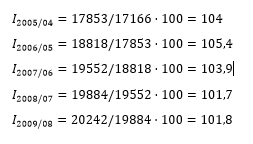 I₂₀₀₅/₀₄ = 17853/17166 · 100 = 104
I₂₀₀₆/₀₅ = 18818/17853 · 100 = 105,4
I₂₀₀₇/₀₆ = 19552/18818 · 100 = 103,9
I₂₀₀₈/₀₇ = 19884/19552 · 100 = 101,7
I₂₀₀₉/₀₈ = 20242/19884 · 100 = 101,8